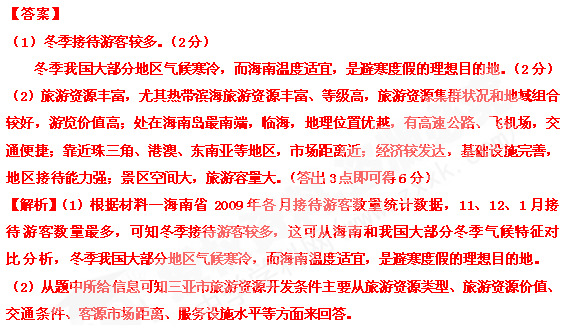 【答案】
（1）冬季接待游客较多。（2分）
冬季我国大部分地区气候寒冷，而海南温度适宜，是避寒度假的理想目的地。（2分）
（2）旅游资源丰富，尤其热带滨海旅游资源丰富、等级高，旅游资源集群状况和地域组合
较好，游览价值高；处在海南岛最南端，临海，地理位置优越，有高速公路、飞机场，交
通便捷；靠近珠三角、港澳、东南亚等地区，市场距离近；经济较发达，基础设施完善，
地区接待能力强；景区空间大，旅游容量大。（答出3点即可得6分）
【解析】（1）根据材料一海南省2009年各月接待游客数量统计数据，11、12、1月接
待游客数量最多，可知冬季接待游客较多，这可从海南和我国大部分冬季气候特征对
比分析，冬季我国大部分地区气候寒冷，而海南温度适宜，是避寒度假的理想目的地。
（2）从题中所给信息可知三亚市旅游资源开发条件主要从旅游资源类型、旅游资源价值、
交通条件、客源市场距离、服务设施水平等方面来回答。